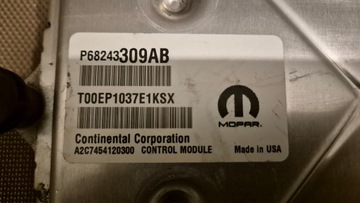 P68243309AB
T00EP1037E1KSX
MOPAR
Continental Corporation
A2C7454120300 CONTROL MODULE Made in USA